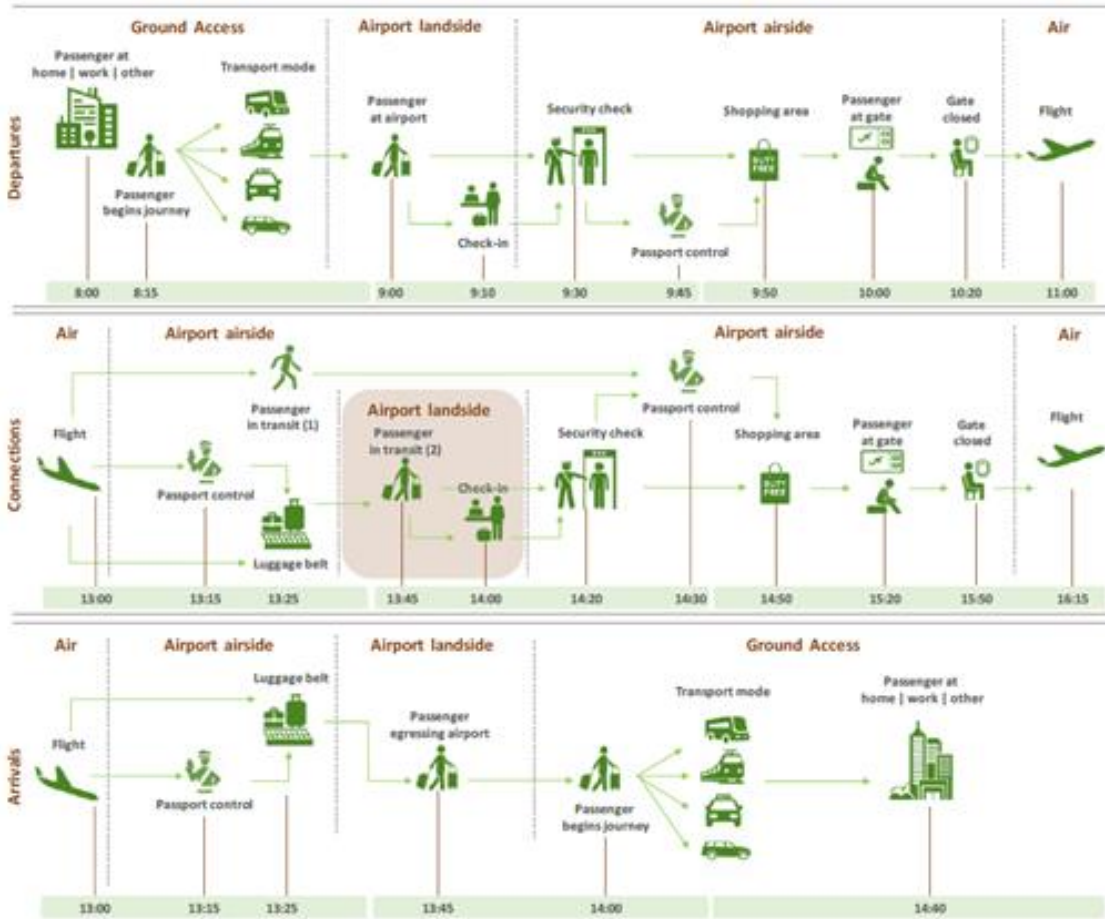 Ground Access
Airport landside
Airport airside
Air
Departures
Passenger at
home | work | other
Transport mode
Passenger
begins journey
Passenger
at airport
Check-in
Security check
Passport control
Shopping area
DUTY
FREE
Passenger
at gate
Gate
closed
Flight
8:00
8:15
9:00
9:10
9:30
9:45
9:50
10:00
10:20
11:00
Air
Airport airside
Airport airside
Air
Connections
Flight
Passenger
in transit (1)
Passport control
Luggage belt
Airport landside
Passenger
in transit (2)
Check-in
Security check
Passport control
Shopping area
DUTY
FREE
Passenger
at gate
Gate
closed
Flight
13:00
13:15
13:25
13:45
14:00
14:20
14:30
14:50
15:20
15:50
16:15
Air
Airport airside
Airport landside
Ground Access
Arrivals
Flight
Passport control
Luggage belt
Passenger
egressing airport
Passenger
begins journey
Transport mode
Passenger at
home | work | other
13:00
13:15
13:25
13:45
14:00
14:40